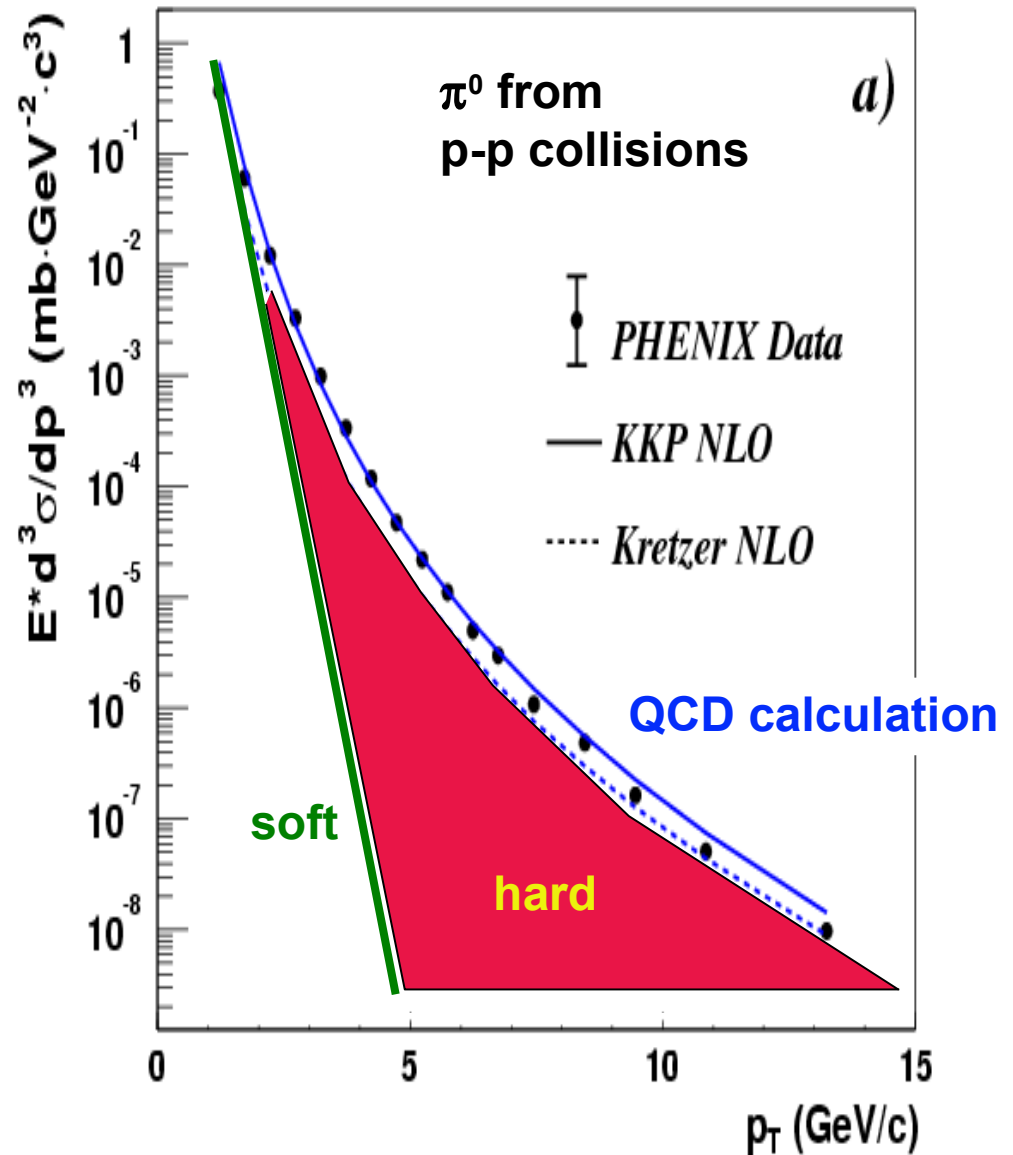 E*d³σ/dp³ (mb·GeV⁻²·c³)
1
10⁻¹
10⁻²
10⁻³
10⁻⁴
10⁻⁵
10⁻⁶
10⁻⁷
10⁻⁸
π⁰ from
p-p collisions
a)
PHENIX Data
KKP NLO
Kretzer NLO
QCD calculation
soft
hard
0 5 10 15
p_T (GeV/c)